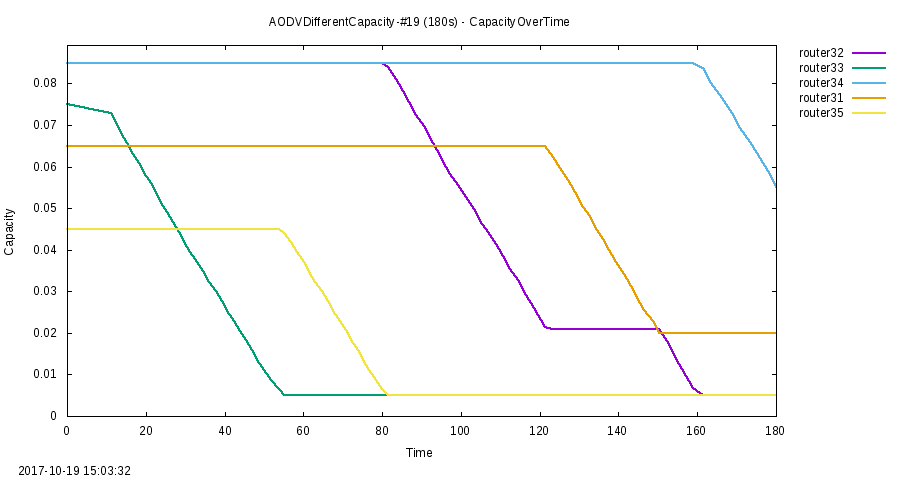 AODVDifferentCapacity-#19 (180s) - CapacityOverTime
router32
router33
router34
router31
router35
0.08
0.07
0.06
0.05
0.04
0.03
0.02
0.01
0
Capacity
0 20 40 60 80 100 120 140 160 180
Time
2017-10-19 15:03:32